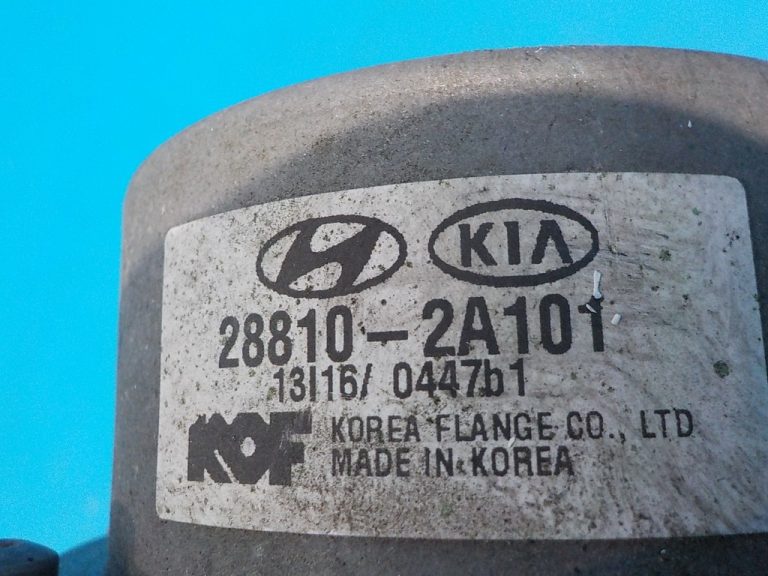 KIA
28810-2A101
13I16/ 0447b1
KOF KOREA FLANGE CO., LTD
MADE IN KOREA